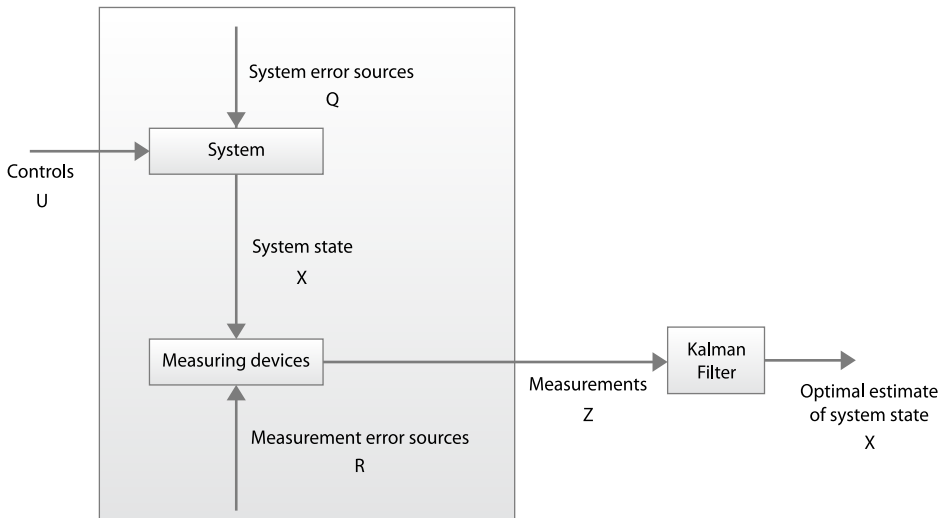 System error sources
Q
System
Controls
U
System state
X
Measuring devices
Kalman
Filter
Measurements
Z
Optimal estimate
of system state
X
Measurement error sources
R